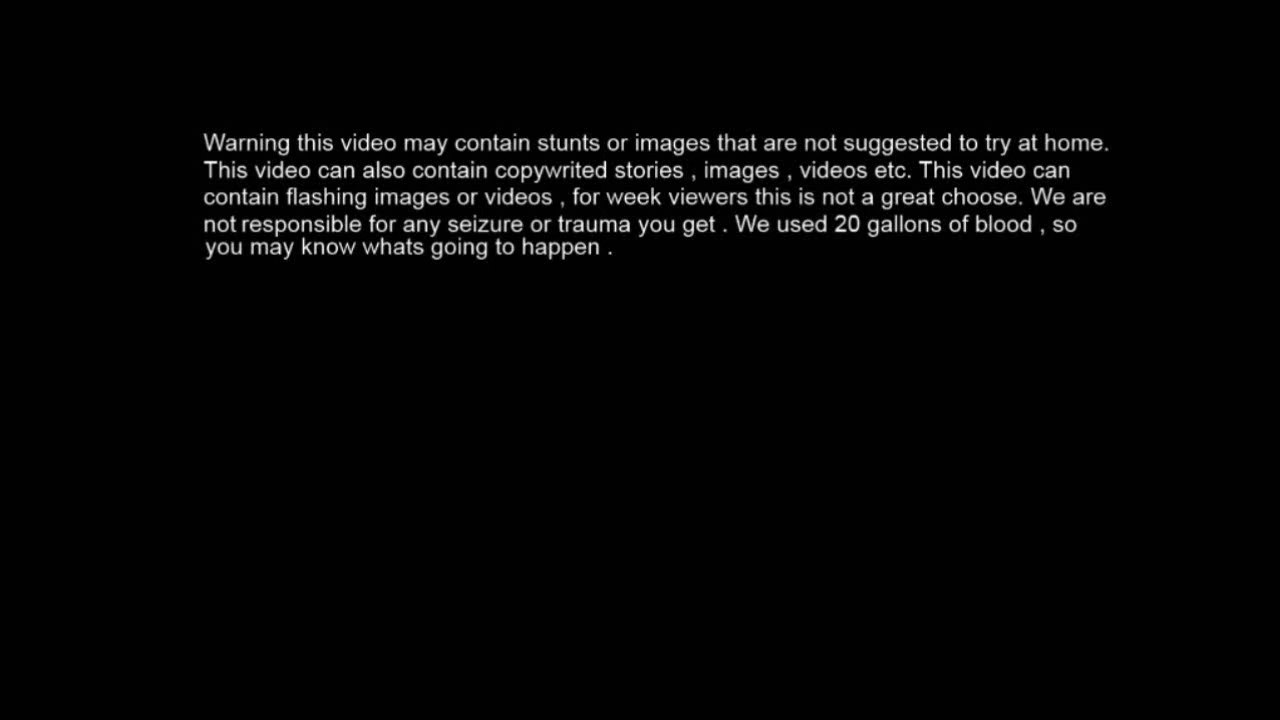 Warning this video may contain stunts or images that are not suggested to try at home.
This video can also contain copywrited stories , images , videos etc. This video can
contain flashing images or videos , for week viewers this is not a great choose. We are
not responsible for any seizure or trauma you get . We used 20 gallons of blood , so
you may know whats going to happen .